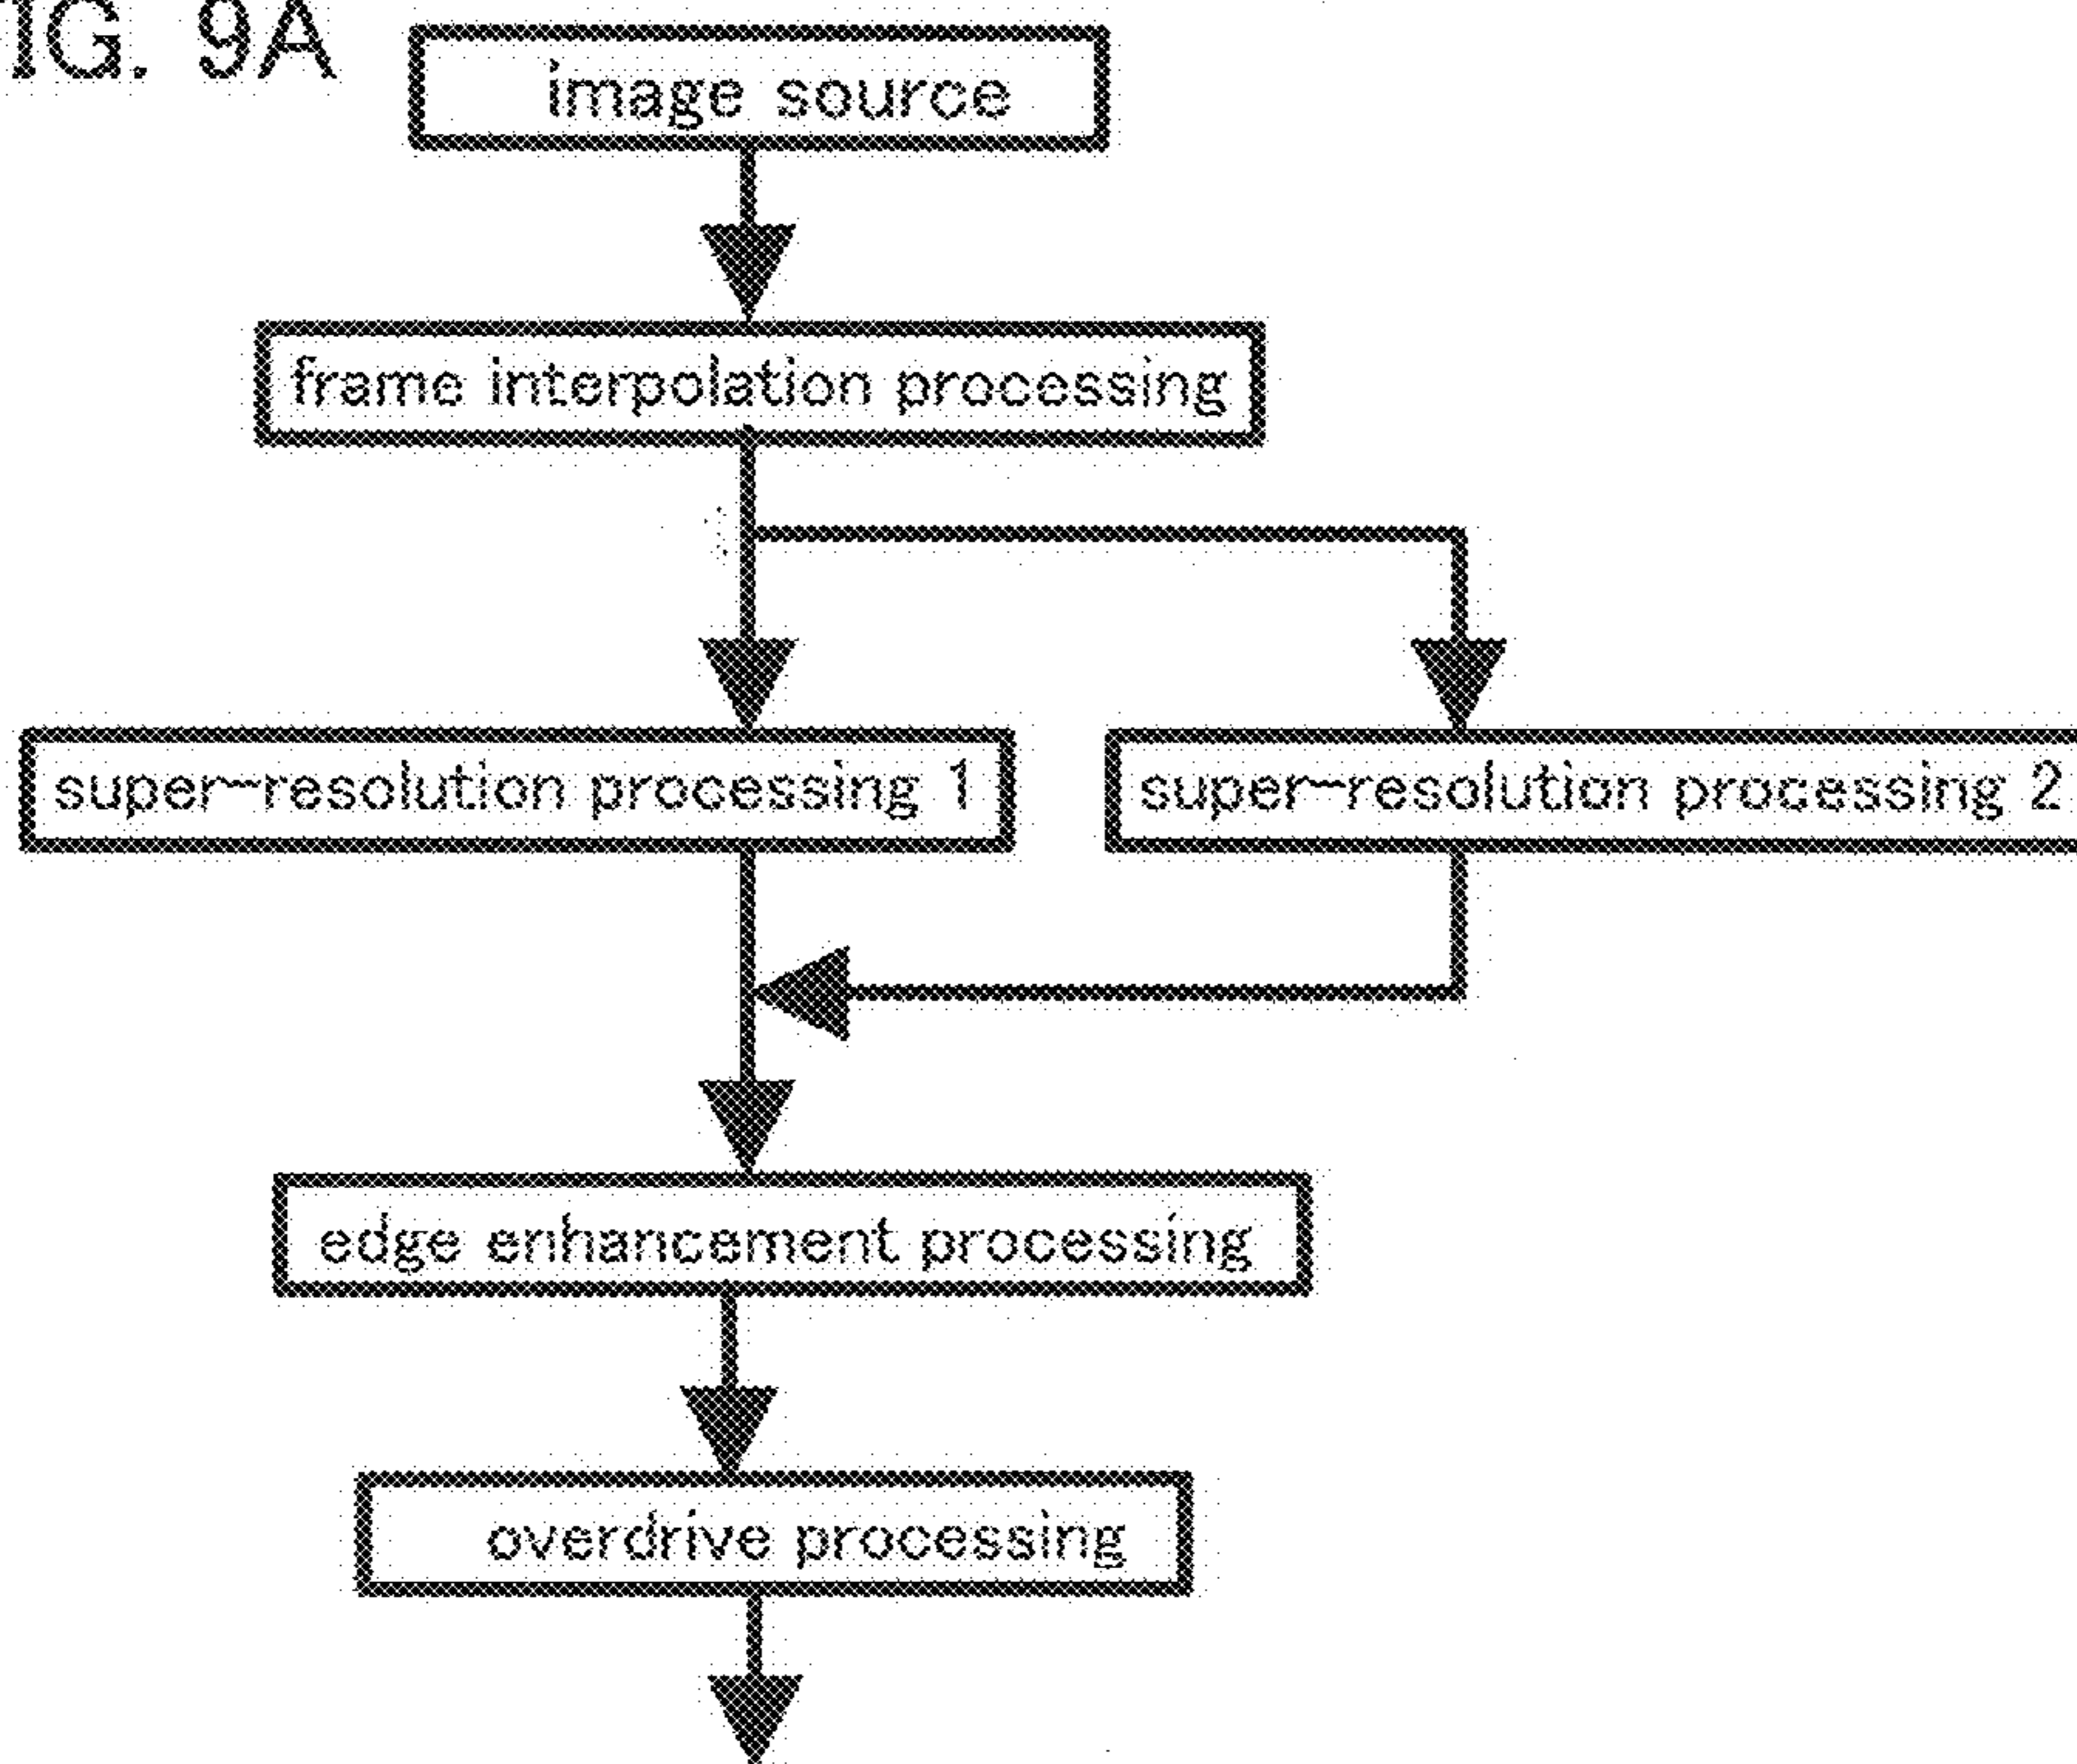 FIG. 9A
image source
frame interpolation processing
super-resolution processing 1
super-resolution processing 2
edge enhancement processing
overdrive processing